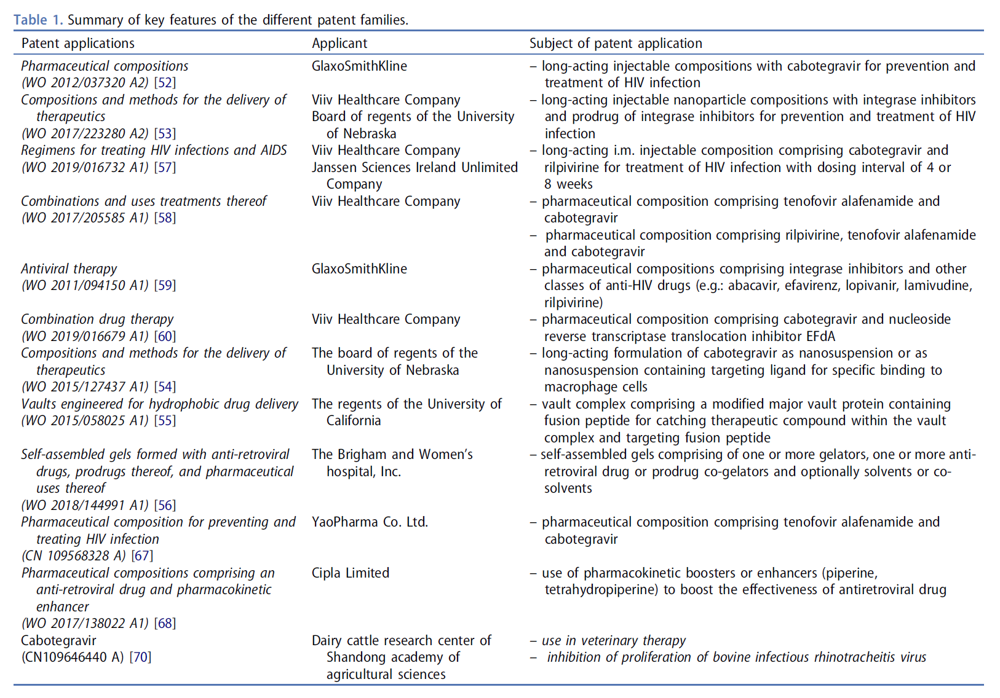 Table 1. Summary of key features of the different patent families.
Patent applications Applicant Subject of patent application
Pharmaceutical compositions GlaxoSmithKline – long-acting injectable compositions with cabotegravir for prevention and
(WO 2012/037320 A2) [52] treatment of HIV infection
Compositions and methods for the delivery of Viiv Healthcare Company – long-acting injectable nanoparticle compositions with integrase inhibitors
therapeutics Board of regents of the University and prodrug of integrase inhibitors for prevention and treatment of HIV
(WO 2017/223280 A2) [53] of Nebraska infection
Regimens for treating HIV infections and AIDS Viiv Healthcare Company – long-acting i.m. injectable composition comprising cabotegravir and
(WO 2019/016732 A1) [57] Janssen Sciences Ireland Unlimited rilpivirine for treatment of HIV infection with dosing interval of 4 or
Company 8 weeks
Combinations and uses treatments thereof Viiv Healthcare Company – pharmaceutical composition comprising tenofovir alafenamide and
(WO 2017/205585 A1) [58] cabotegravir
– pharmaceutical composition comprising rilpivirine, tenofovir alafenamide
and cabotegravir
Antiviral therapy GlaxoSmithKline – pharmaceutical compositions comprising integrase inhibitors and other
(WO 2011/094150 A1) [59] classes of anti-HIV drugs (e.g.: abacavir, efavirenz, lopivanir, lamivudine,
rilpivirine)
Combination drug therapy Viiv Healthcare Company – pharmaceutical composition comprising cabotegravir and nucleoside
(WO 2019/016679 A1) [60] reverse transcriptase translocation inhibitor EFdA
Compositions and methods for the delivery of The board of regents of the – long-acting formulation of cabotegravir as nanosuspension or as
therapeutics University of Nebraska nanosuspension containing targeting ligand for specific binding to
(WO 2015/127437 A1) [54] macrophage cells
Vaults engineered for hydrophobic drug delivery The regents of the University of – vault complex comprising a modified major vault protein containing
(WO 2015/058025 A1) [55] California fusion peptide for catching therapeutic compound within the vault
complex and targeting fusion peptide
Self-assembled gels formed with anti-retroviral The Brigham and Women's – self-assembled gels comprising of one or more gelators, one or more anti-
drugs, prodrugs thereof, and pharmaceutical hospital, Inc. retroviral drug or prodrug co-gelators and optionally solvents or co-
uses thereof solvents
(WO 2018/144991 A1) [56]
Pharmaceutical composition for preventing and YaoPharma Co. Ltd. – pharmaceutical composition comprising tenofovir alafenamide and
treating HIV infection cabotegravir
(CN 109568328 A) [67]
Pharmaceutical compositions comprising an Cipla Limited – use of pharmacokinetic boosters or enhancers (piperine,
anti-retroviral drug and pharmacokinetic tetrahydropiperine) to boost the effectiveness of antiretroviral drug
enhancer
(WO 2017/138022 A1) [68]
Cabotegravir Dairy cattle research center of – use in veterinary therapy
(CN109646440 A) [70] Shandong academy of – inhibition of proliferation of bovine infectious rhinotracheitis virus
agricultural sciences